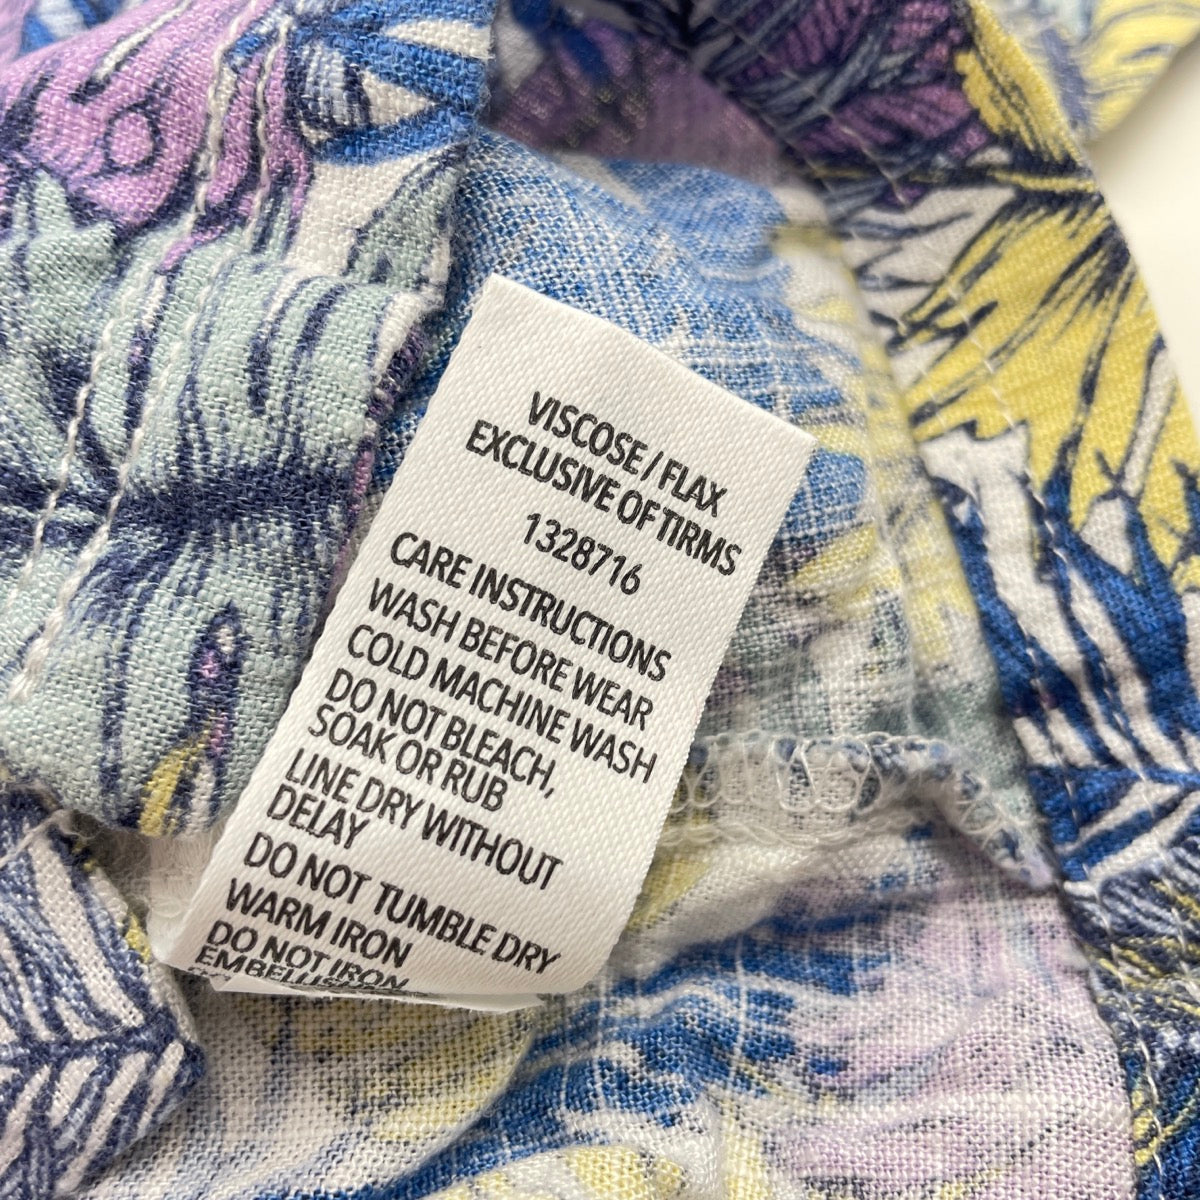 VISCOSE / FLAX
EXCLUSIVE OF TIRMS
1328716
CARE INSTRUCTIONS
WASH BEFORE WEAR
COLD MACHINE WASH
DO NOT BLEACH,
SOAK OR RUB
LINE DRY WITHOUT
DELAY
DO NOT TUMBLE DRY
WARM IRON
DO NOT IRON